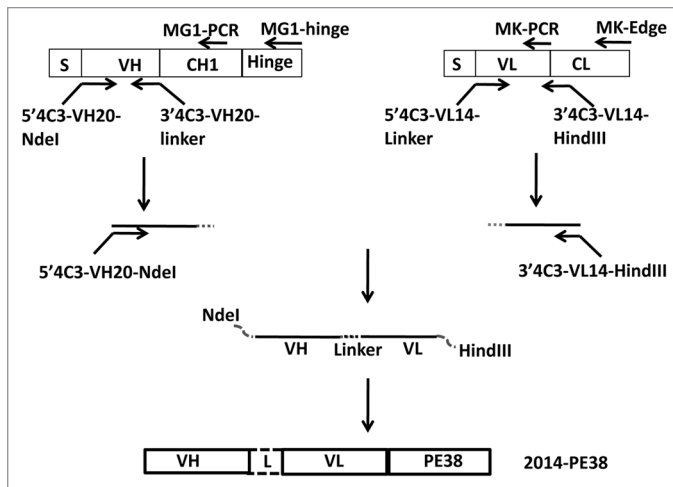 MG1-PCR MG1-hinge
S VH CH1 Hinge
5'4C3-VH20-
NdeI
3'4C3-VH20-
linker
MK-PCR MK-Edge
S VL CL
5'4C3-VL14-
Linker
3'4C3-VL14-
HindIII
5'4C3-VH20-NdeI
3'4C3-VL14-HindIII
NdeI
VH Linker VL HindIII
VH L VL PE38 2014-PE38